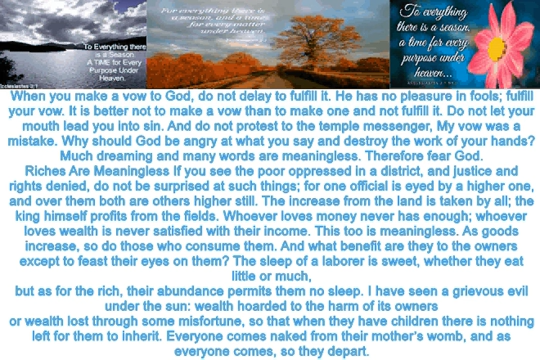 To Everything there
is a Season
A TIME for Every
Purpose Under
Heaven.
Ecclesiastes 3:1
For everything there is
a season, and a time
for every matter
under heaven
To everything
there is a season,
a time for every
purpose under
heaven...
When you make a vow to God, do not delay to fulfill it. He has no pleasure in fools; fulfill
your vow. It is better not to make a vow than to make one and not fulfill it. Do not let your
mouth lead you into sin. And do not protest to the temple messenger, My vow was a
mistake. Why should God be angry at what you say and destroy the work of your hands?
Much dreaming and many words are meaningless. Therefore fear God.
Riches Are Meaningless If you see the poor oppressed in a district, and justice and
rights denied, do not be surprised at such things; for one official is eyed by a higher one,
and over them both are others higher still. The increase from the land is taken by all; the
king himself profits from the fields. Whoever loves money never has enough; whoever
loves wealth is never satisfied with their income. This too is meaningless. As goods
increase, so do those who consume them. And what benefit are they to the owners
except to feast their eyes on them? The sleep of a laborer is sweet, whether they eat
little or much,
but as for the rich, their abundance permits them no sleep. I have seen a grievous evil
under the sun: wealth hoarded to the harm of its owners
or wealth lost through some misfortune, so that when they have children there is nothing
left for them to inherit. Everyone comes naked from their mother's womb, and as
everyone comes, so they depart.